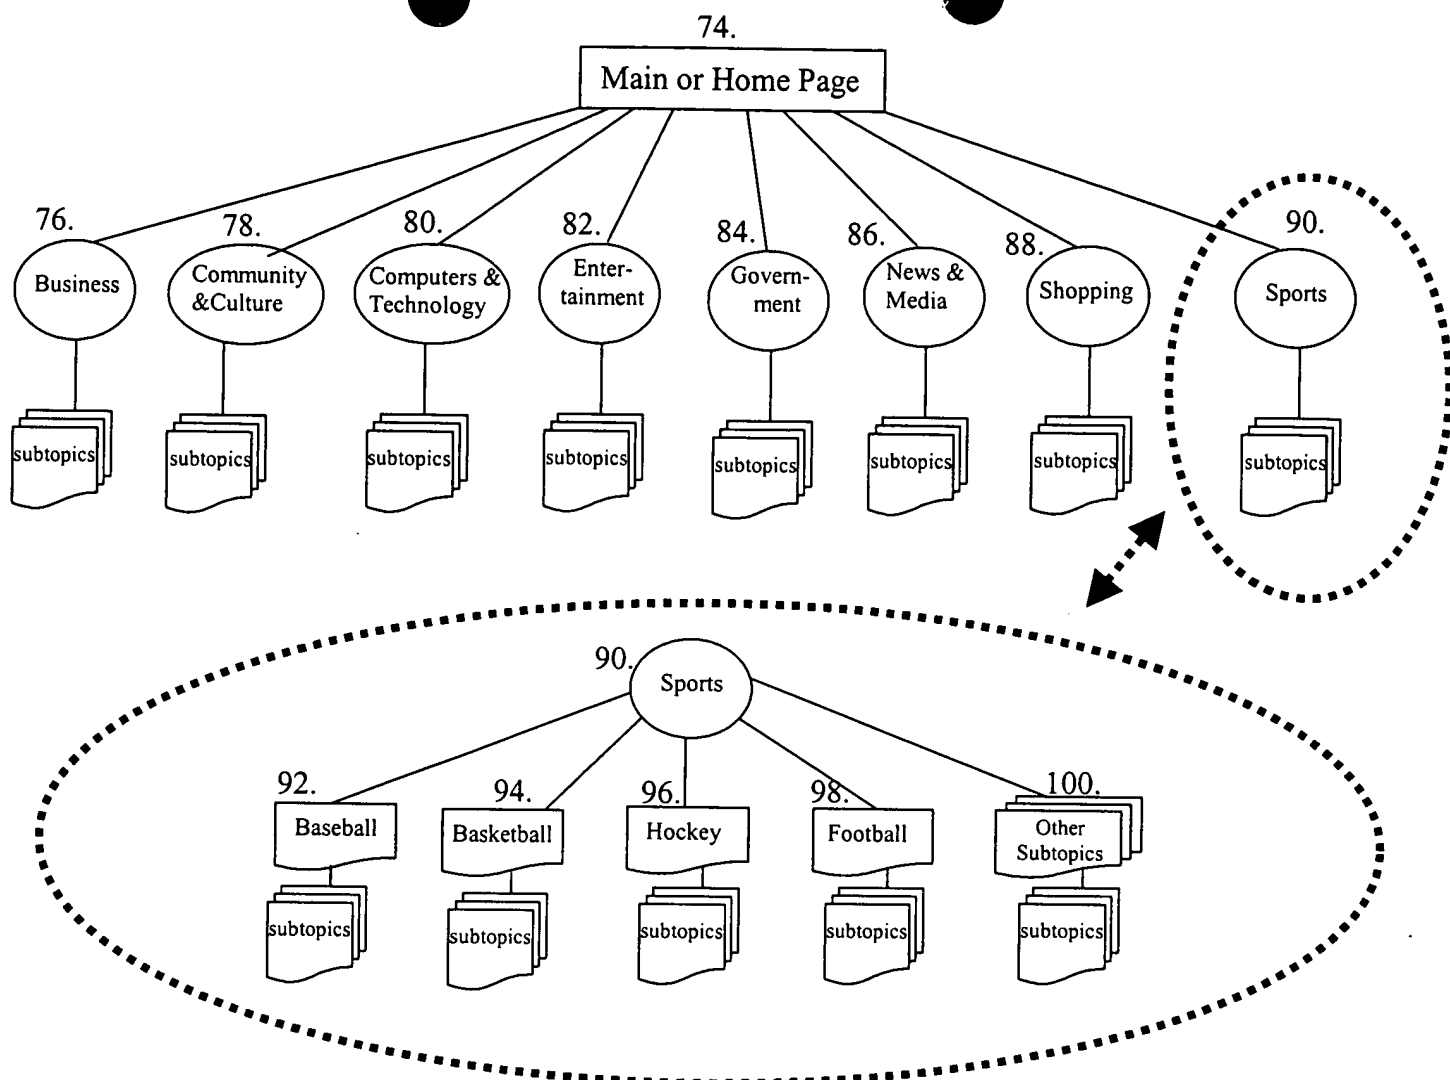 74.
Main or Home Page
76.
78.
80.
82.
84.
86.
88.
90.
Business
Community
&Culture
Computers &
Technology
Enter-
tainment
Govern-
ment
News &
Media
Shopping
Sports
subtopics
subtopics
subtopics
subtopics
subtopics
subtopics
subtopics
subtopics
90.
Sports
92.
94.
96.
98.
100.
Baseball
Basketball
Hockey
Football
Other
Subtopics
subtopics
subtopics
subtopics
subtopics
subtopics